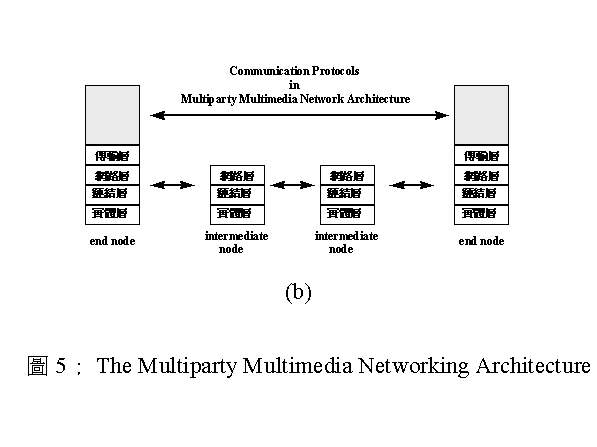 Communication Protocols
in
Multiparty Multimedia Network Architecture
傳輸層
網路層
鏈結層
實體層
end node
網路層
鏈結層
實體層
intermediate
node
網路層
鏈結層
實體層
intermediate
node
傳輸層
網路層
鏈結層
實體層
end node
(b)
圖 5： The Multiparty Multimedia Networking Architecture